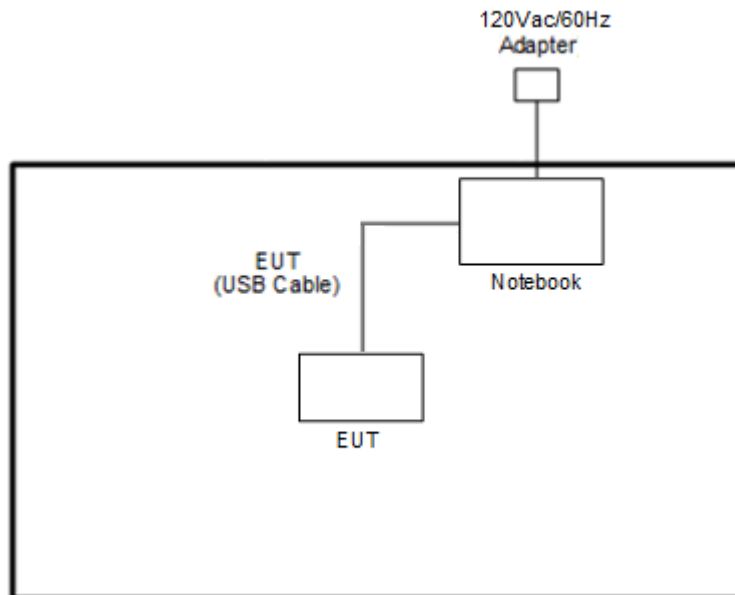 120Vac/60Hz
Adapter
EUT
(USB Cable)
Notebook
EUT